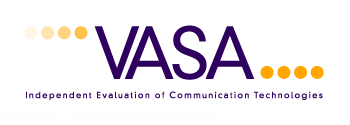 VASA
Independent Evaluation of Communication Technologies